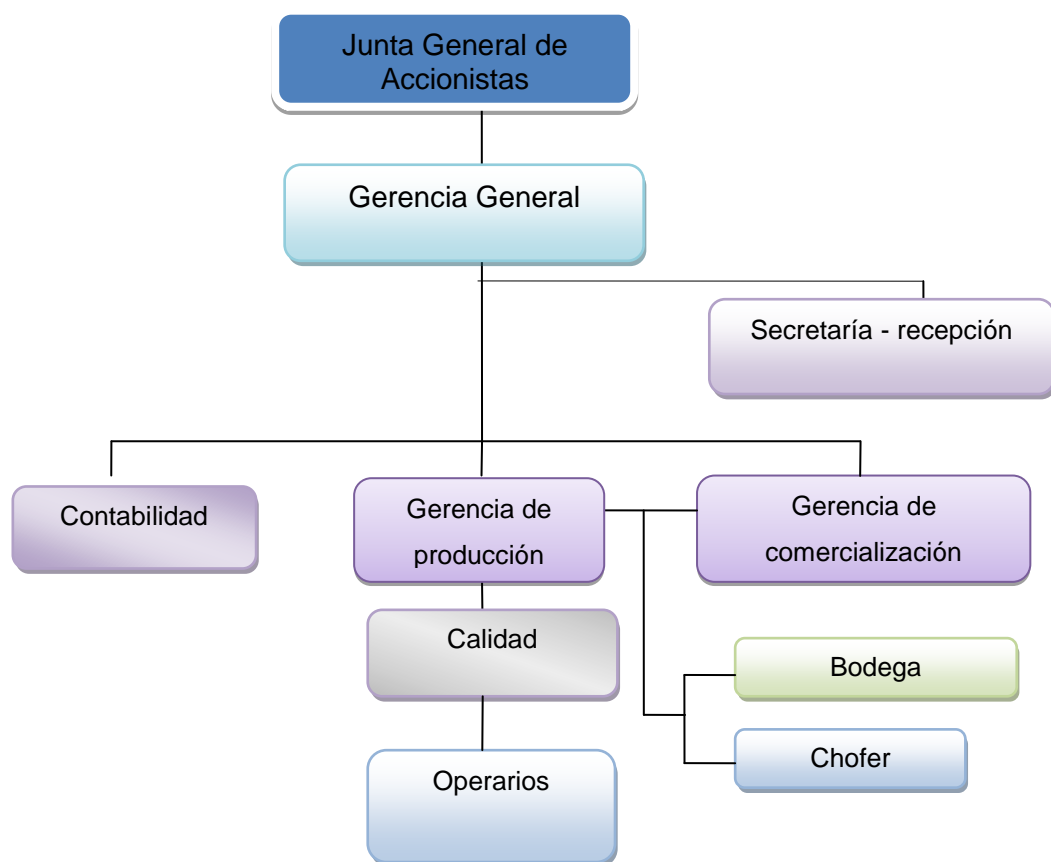 Junta General de
Accionistas
Gerencia General
Secretaría - recepción
Contabilidad
Gerencia de
producción
Gerencia de
comercialización
Calidad
Bodega
Chofer
Operarios